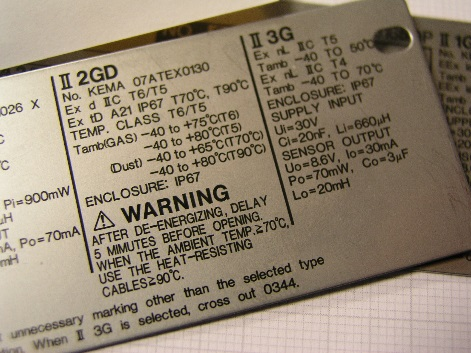 026 X
Pi=900mW
μH
UT
mA, Po=70mA
mH
II 2GD
No. KEMA 07ATEX0130
Ex d IIC T6/T5
Ex tD A21 IP67 T70℃, T90℃
TEMP. CLASS T6/T5
Tamb(GAS) -40 to +75℃(T6)
-40 to +80℃(T5)
(Dust) -40 to +65℃(T70℃)
-40 to +80℃(T90℃)
ENCLOSURE: IP67
⚠ WARNING
AFTER DE-ENERGIZING, DELAY
5 MINUTES BEFORE OPENING.
WHEN THE AMBIENT TEMP.≧70℃,
USE THE HEAT-RESISTING
CABLES≧90℃.
II 3G
Ex nL IIC T5
Tamb -40 TO 50℃
Ex nL IIC T4
Tamb -40 TO 70℃
ENCLOSURE: IP67
SUPPLY INPUT
Ui=30V
Ci=20nF, Li=660μH
SENSOR OUTPUT
Uo=8.6V, Io=30mA
Po=70mW, Co=3μF
Lo=20mH
unnecessary marking other than the selected type
tion. When II 3G is selected, cross out 0344.